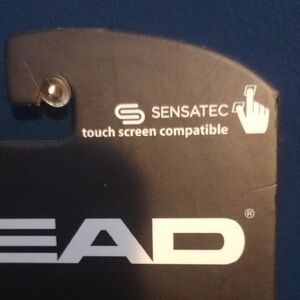 SENSATEC
touch screen compatible
EAD®